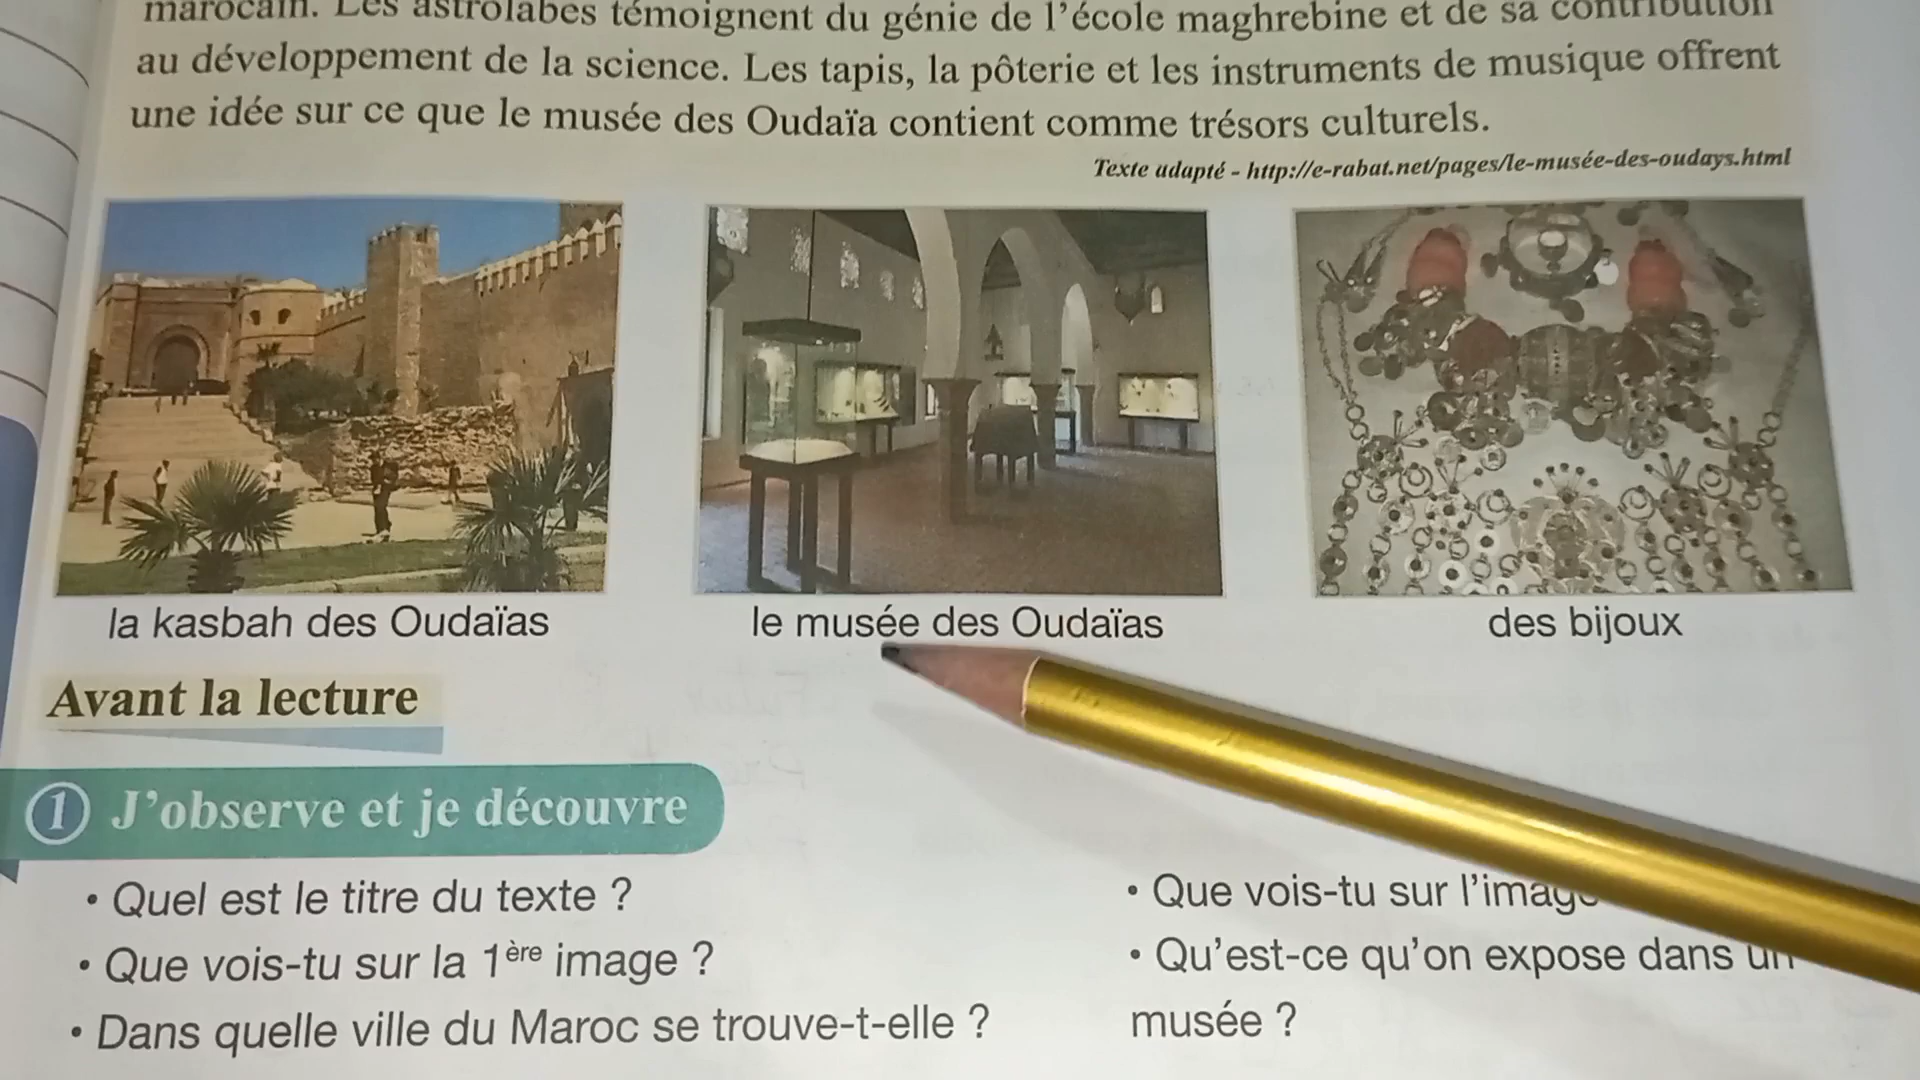 marocain. Les astrolabes témoignent du génie de l'école maghrebine et de sa contribution
au développement de la science. Les tapis, la pôterie et les instruments de musique offrent
une idée sur ce que le musée des Oudaïa contient comme trésors culturels.
Texte adapté - http://e-rabat.net/pages/le-musée-des-oudays.html
la kasbah des Oudaïas
le musée des Oudaïas
des bijoux
Avant la lecture
1 J'observe et je découvre
• Quel est le titre du texte ?
• Que vois-tu sur la 1ère image ?
• Dans quelle ville du Maroc se trouve-t-elle ?
• Que vois-tu sur l'image
• Qu'est-ce qu'on expose dans un
musée ?